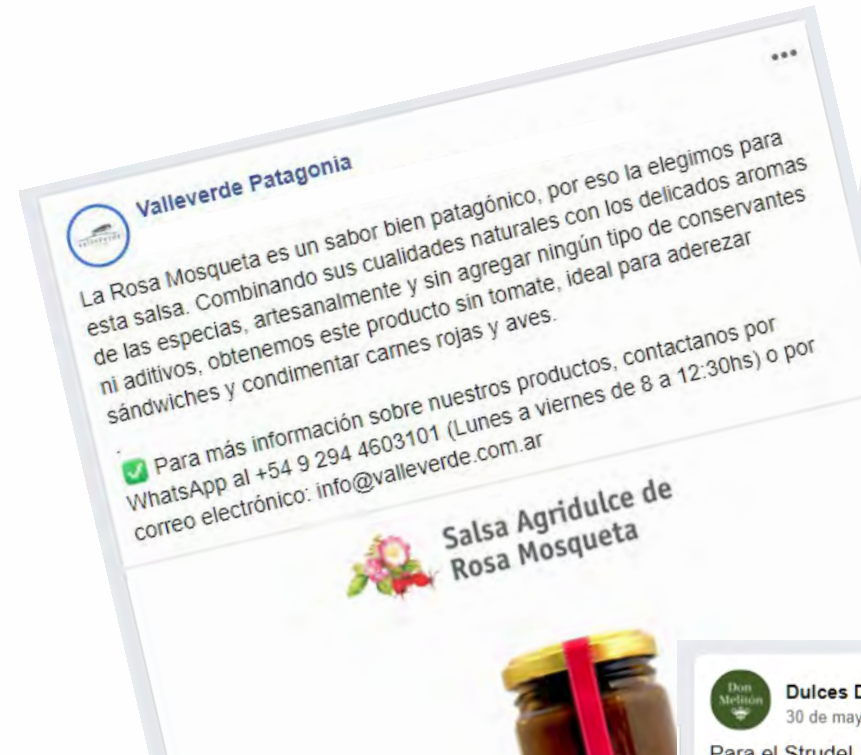 Valleverde Patagonia
La Rosa Mosqueta es un sabor bien patagónico, por eso la elegimos para
esta salsa. Combinando sus cualidades naturales con los delicados aromas
de las especias, artesanalmente y sin agregar ningún tipo de conservantes
ni aditivos, obtenemos este producto sin tomate, ideal para aderezar
sándwiches y condimentar carnes rojas y aves.
.
✅ Para más información sobre nuestros productos, contactanos por
WhatsApp al +54 9 294 4603101 (Lunes a viernes de 8 a 12:30hs) o por
correo electrónico: info@valleverde.com.ar
Salsa Agridulce de
Rosa Mosqueta
Don
Melitón
Dulces D
30 de may
Para el Strudel